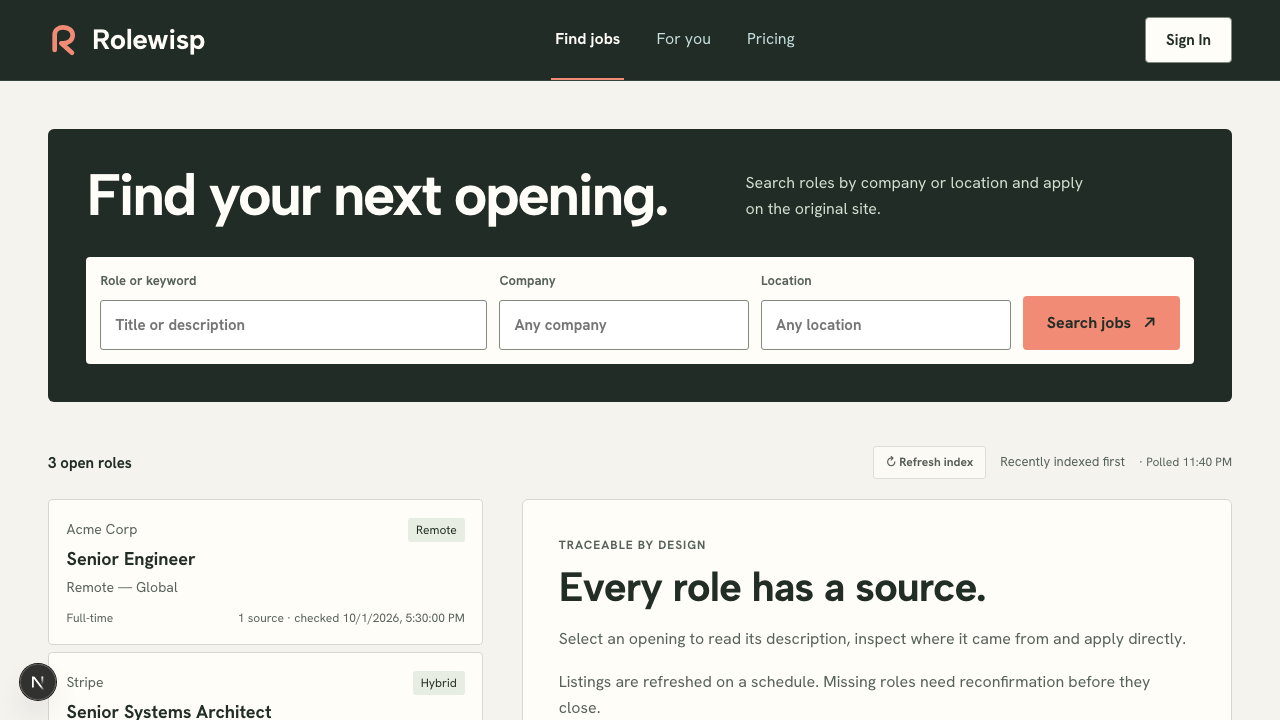 Rolewisp
Find jobs
For you
Pricing
Sign In
Find your next opening.
Search roles by company or location and apply
on the original site.
Role or keyword
Company
Location
Title or description
Any company
Any location
Search jobs
3 open roles
Refresh index
Recently indexed first
· Polled 11:40 PM
Acme Corp
Remote
Senior Engineer
Remote — Global
Full-time
1 source · checked 10/1/2026, 5:30:00 PM
Stripe
Hybrid
Senior Systems Architect
TRACEABLE BY DESIGN
Every role has a source.
Select an opening to read its description, inspect where it came from and apply directly.
Listings are refreshed on a schedule. Missing roles need reconfirmation before they
close.
N